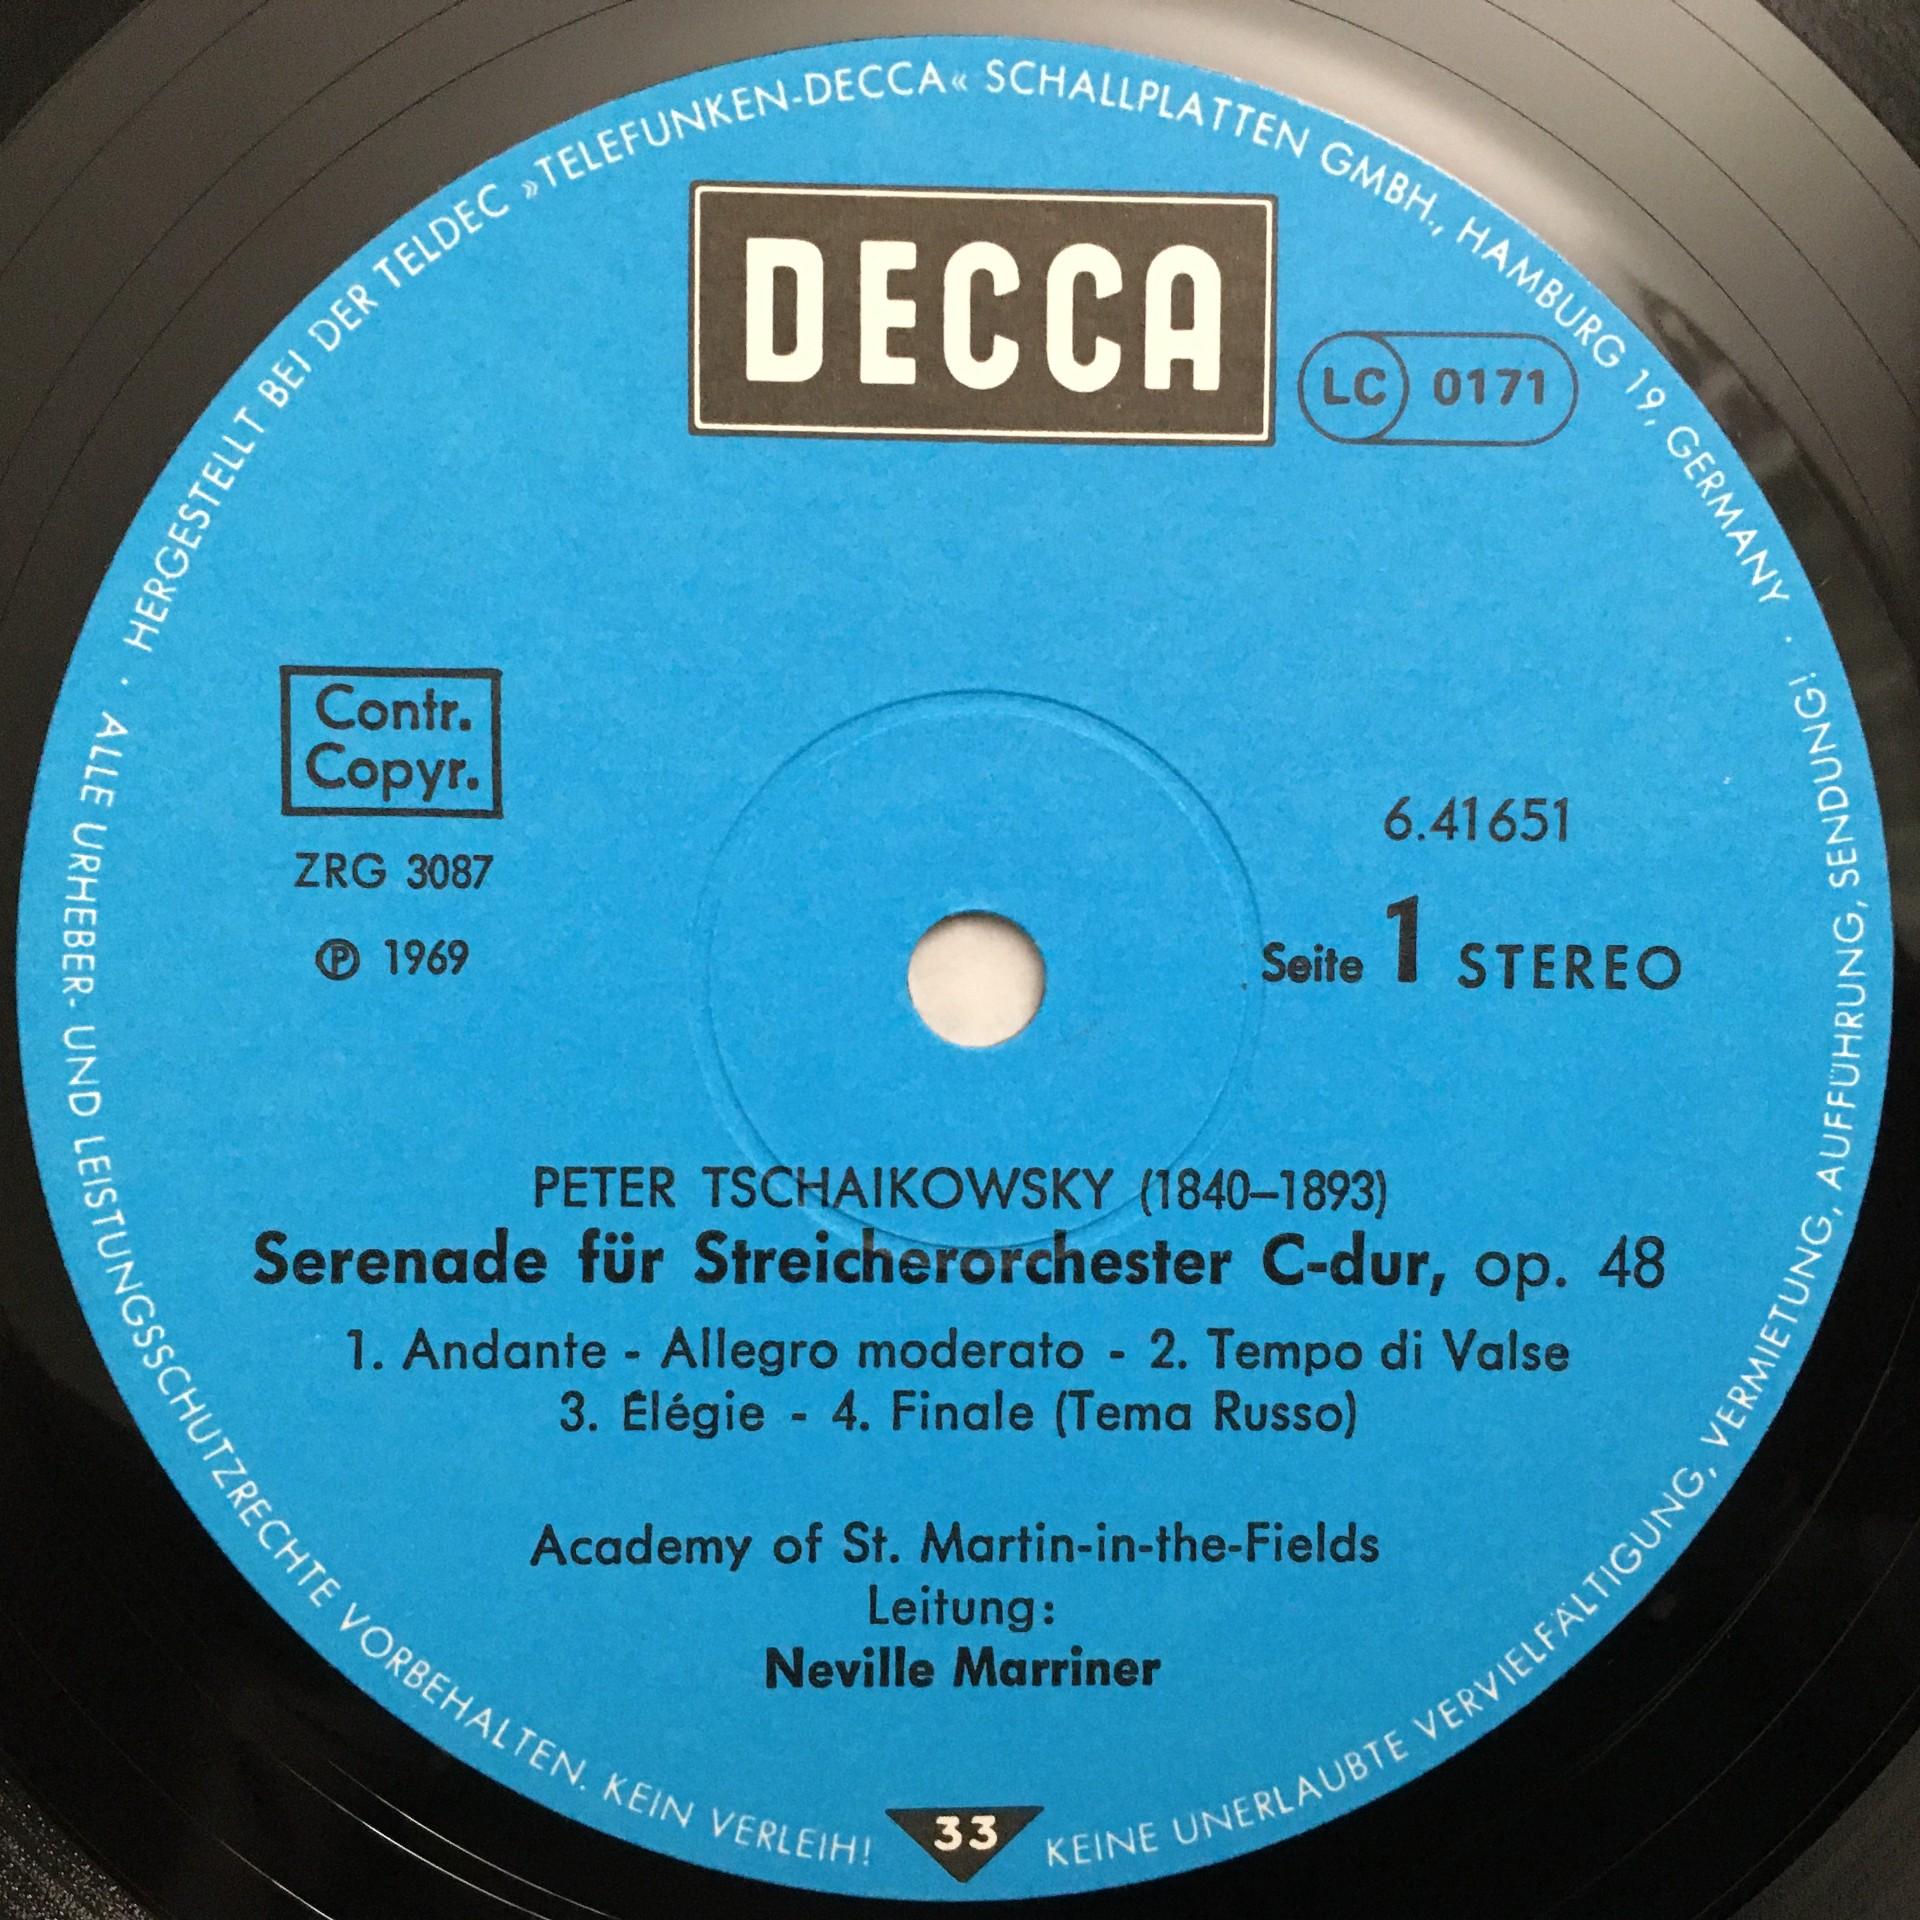 HERGESTELLT BEI DER TELDEC »TELEFUNKEN-DECCA« SCHALLPLATTEN GMBH., HAMBURG 19, GERMANY ·
DECCA
LC 0171
Contr.
Copyr.
ZRG 3087
℗ 1969
6.41651
Seite 1 STEREO
PETER TSCHAIKOWSKY (1840–1893)
Serenade für Streicherorchester C-dur, op. 48
1. Andante - Allegro moderato - 2. Tempo di Valse
3. Élégie - 4. Finale (Tema Russo)
Academy of St. Martin-in-the-Fields
Leitung:
Neville Marriner
33
· ALLE URHEBER- UND LEISTUNGSSCHUTZRECHTE VORBEHALTEN. KEIN VERLEIH! KEINE UNERLAUBTE VERVIELFÄLTIGUNG, VERMIETUNG, AUFFÜHRUNG, SENDUNG!